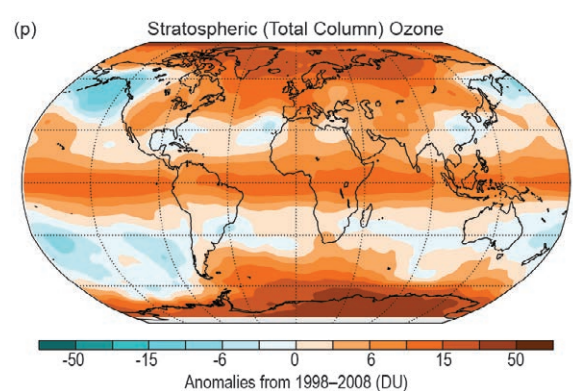 (p) Stratospheric (Total Column) Ozone
-50 -15 -6 0 6 15 50
Anomalies from 1998–2008 (DU)